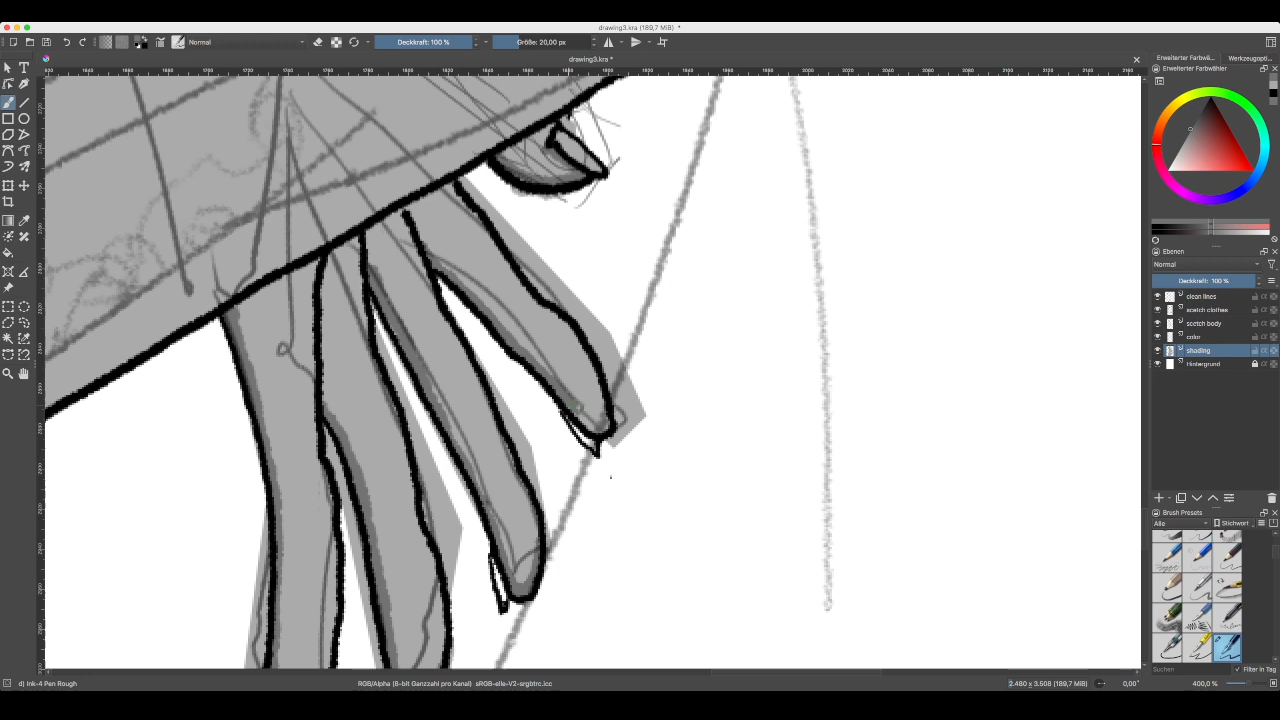 drawing3.kra (189,7 MiB) *
Normal
Deckkraft: 100 %
Größe: 20,00 px
drawing3.kra *
Erweiterter Farbwä...
Werkzeugopti...
Erweiterter Farbwähler
Ebenen
Normal
Deckkraft: 100 %
clean lines
scetch clothes
scetch body
color
shading
Hintergrund
Brush Presets
Alle
Stichwort
Suchen
Filter in Tag
d) Ink-4 Pen Rough
RGB/Alpha (8-bit Ganzzahl pro Kanal) sRGB-elle-V2-srgbtrc.icc
2.480 x 3.508 (189,7 MiB)
0,00°
400,0 %